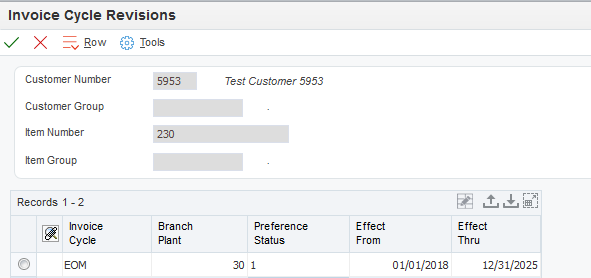 Invoice Cycle Revisions
Row Tools
Customer Number 5953 Test Customer 5953
Customer Group .
Item Number 230
Item Group .
Records 1 - 2
Invoice Cycle Branch Plant Preference Status Effect From Effect Thru
EOM 30 1 01/01/2018 12/31/2025